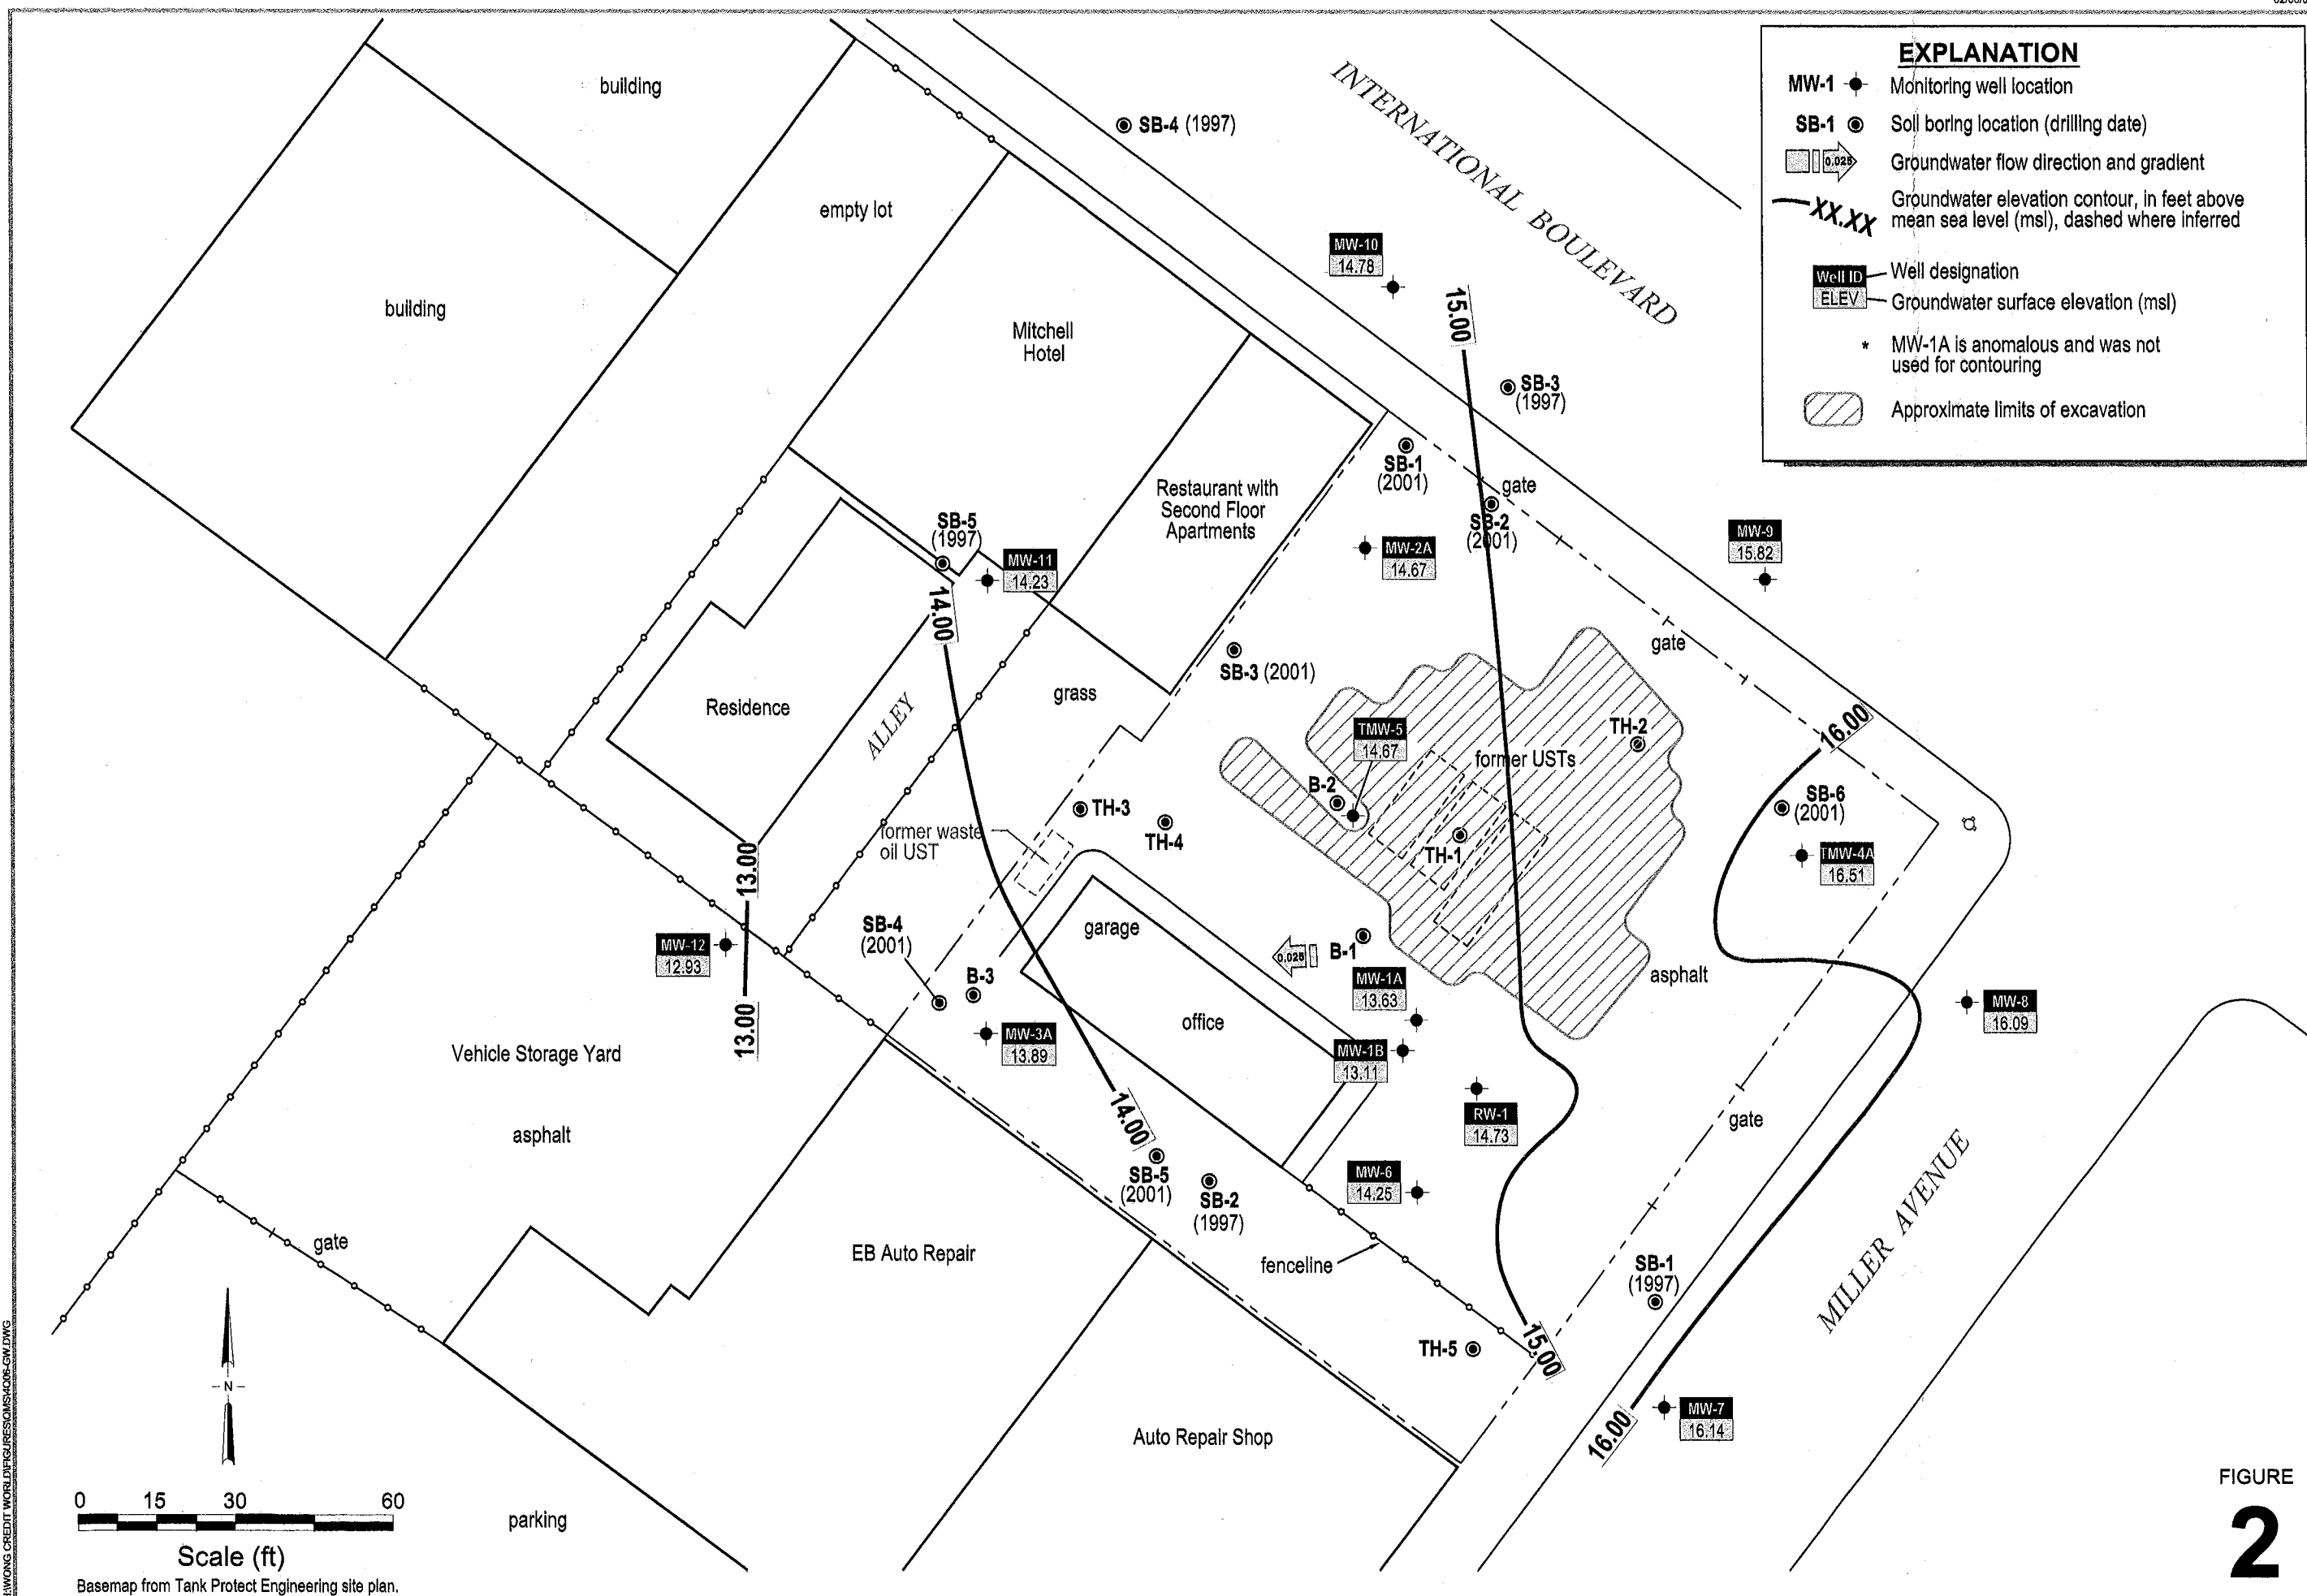 EXPLANATION
MW-1 Monitoring well location
SB-1 Soil boring location (drilling date)
0.025 Groundwater flow direction and gradient
XX.XX Groundwater elevation contour, in feet above
mean sea level (msl), dashed where inferred
Well ID Well designation
ELEV Groundwater surface elevation (msl)
* MW-1A is anomalous and was not
used for contouring
Approximate limits of excavation
building
SB-4 (1997)
INTERNATIONAL BOULEVARD
empty lot
building
MW-10
14.78
15.00
Mitchell
Hotel
SB-3
(1997)
SB-1
(2001)
gate
SB-2
(2001)
Restaurant with
Second Floor
Apartments
SB-5
(1997)
MW-11
14.23
MW-2A
14.67
MW-9
15.82
14.00
gate
SB-3 (2001)
grass
Residence
ALLEY
TMW-5
14.67
TH-2
former USTs
16.00
B-2
SB-6
(2001)
TH-3
TH-4
former waste
oil UST
TH-1
TMW-4A
16.51
13.00
garage
SB-4
(2001)
MW-12
12.93
0.025
B-1
B-3
MW-1A
13.63
asphalt
MW-8
16.09
office
MW-3A
13.89
MW-1B
13.11
13.00
Vehicle Storage Yard
asphalt
14.00
RW-1
14.73
gate
SB-5
(2001)
SB-2
(1997)
MW-6
14.25
MILLER AVENUE
gate
EB Auto Repair
fenceline
SB-1
(1997)
TH-5
15.00
MW-7
16.14
16.00
Auto Repair Shop
N
0 15 30 60
Scale (ft)
Basemap from Tank Protect Engineering site plan.
parking
FIGURE
2